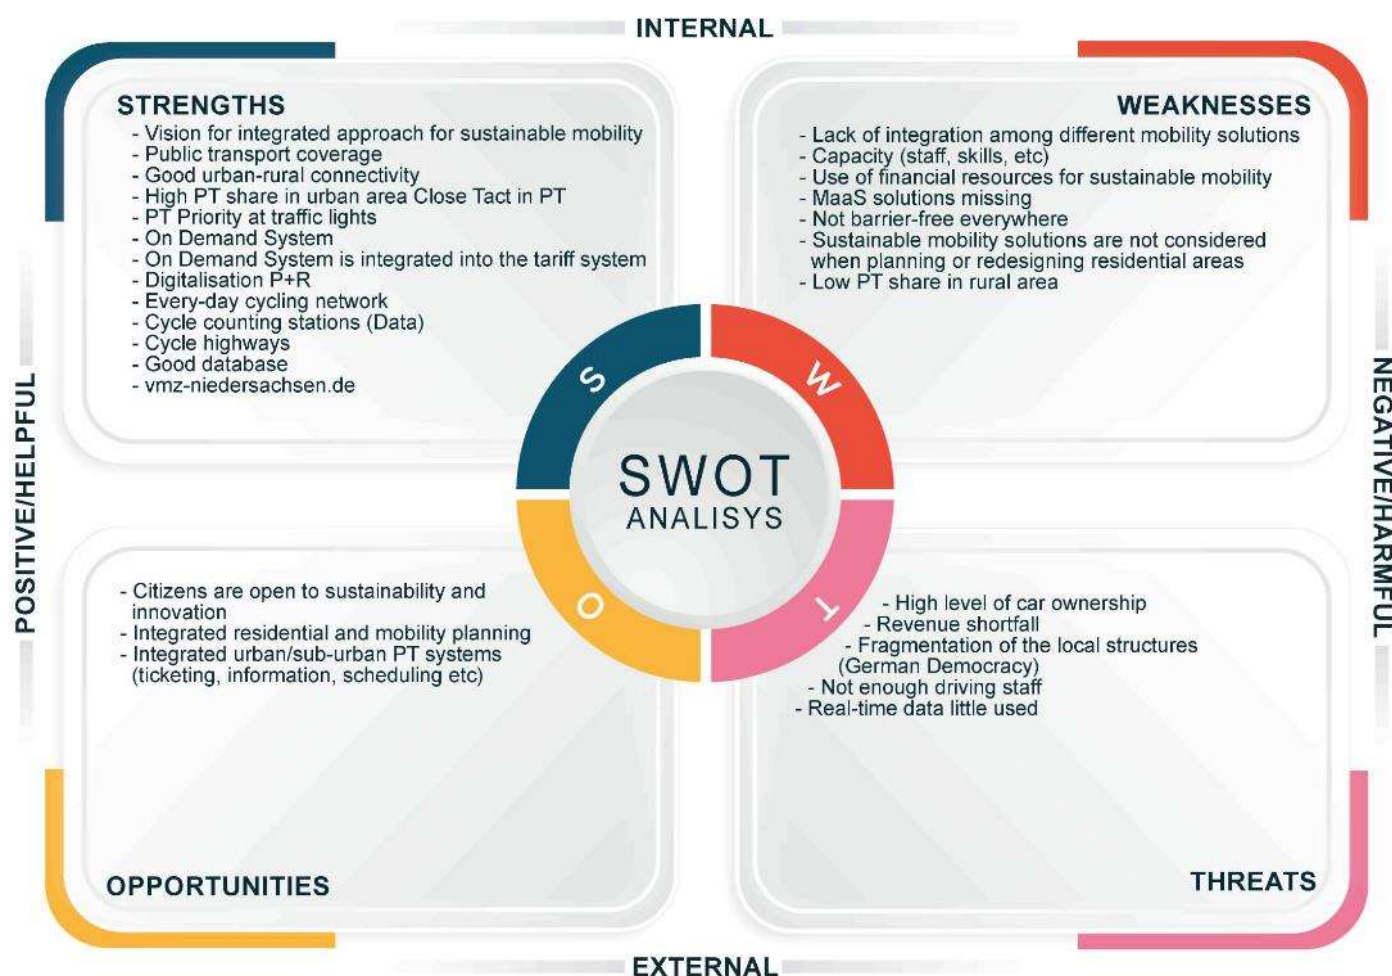 INTERNAL
STRENGTHS
- Vision for integrated approach for sustainable mobility
- Public transport coverage
- Good urban-rural connectivity
- High PT share in urban area Close Tact in PT
- PT Priority at traffic lights
- On Demand System
- On Demand System is integrated into the tariff system
- Digitalisation P+R
- Every-day cycling network
- Cycle counting stations (Data)
- Cycle highways
- Good database
- vmz-niedersachsen.de
WEAKNESSES
- Lack of integration among different mobility solutions
- Capacity (staff, skills, etc)
- Use of financial resources for sustainable mobility
- MaaS solutions missing
- Not barrier-free everywhere
- Sustainable mobility solutions are not considered
when planning or redesigning residential areas
- Low PT share in rural area
POSITIVE/HELPFUL
NEGATIVE/HARMFUL
S
W
SWOT
ANALISYS
O
T
- Citizens are open to sustainability and
innovation
- Integrated residential and mobility planning
- Integrated urban/sub-urban PT systems
(ticketing, information, scheduling etc)
OPPORTUNITIES
- High level of car ownership
- Revenue shortfall
- Fragmentation of the local structures
(German Democracy)
- Not enough driving staff
- Real-time data little used
THREATS
EXTERNAL